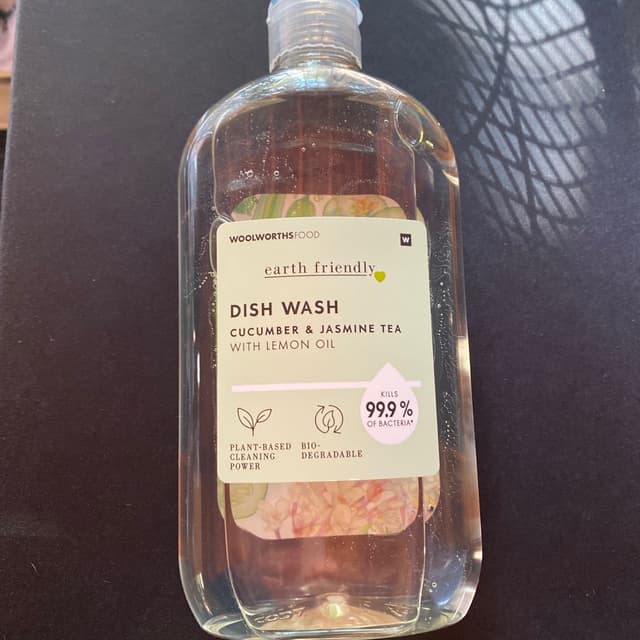 WOOLWORTHSFOOD
W
earth friendly
DISH WASH
CUCUMBER & JASMINE TEA
WITH LEMON OIL
KILLS
99.9 %
OF BACTERIA*
PLANT-BASED
CLEANING
POWER
BIO-
DEGRADABLE